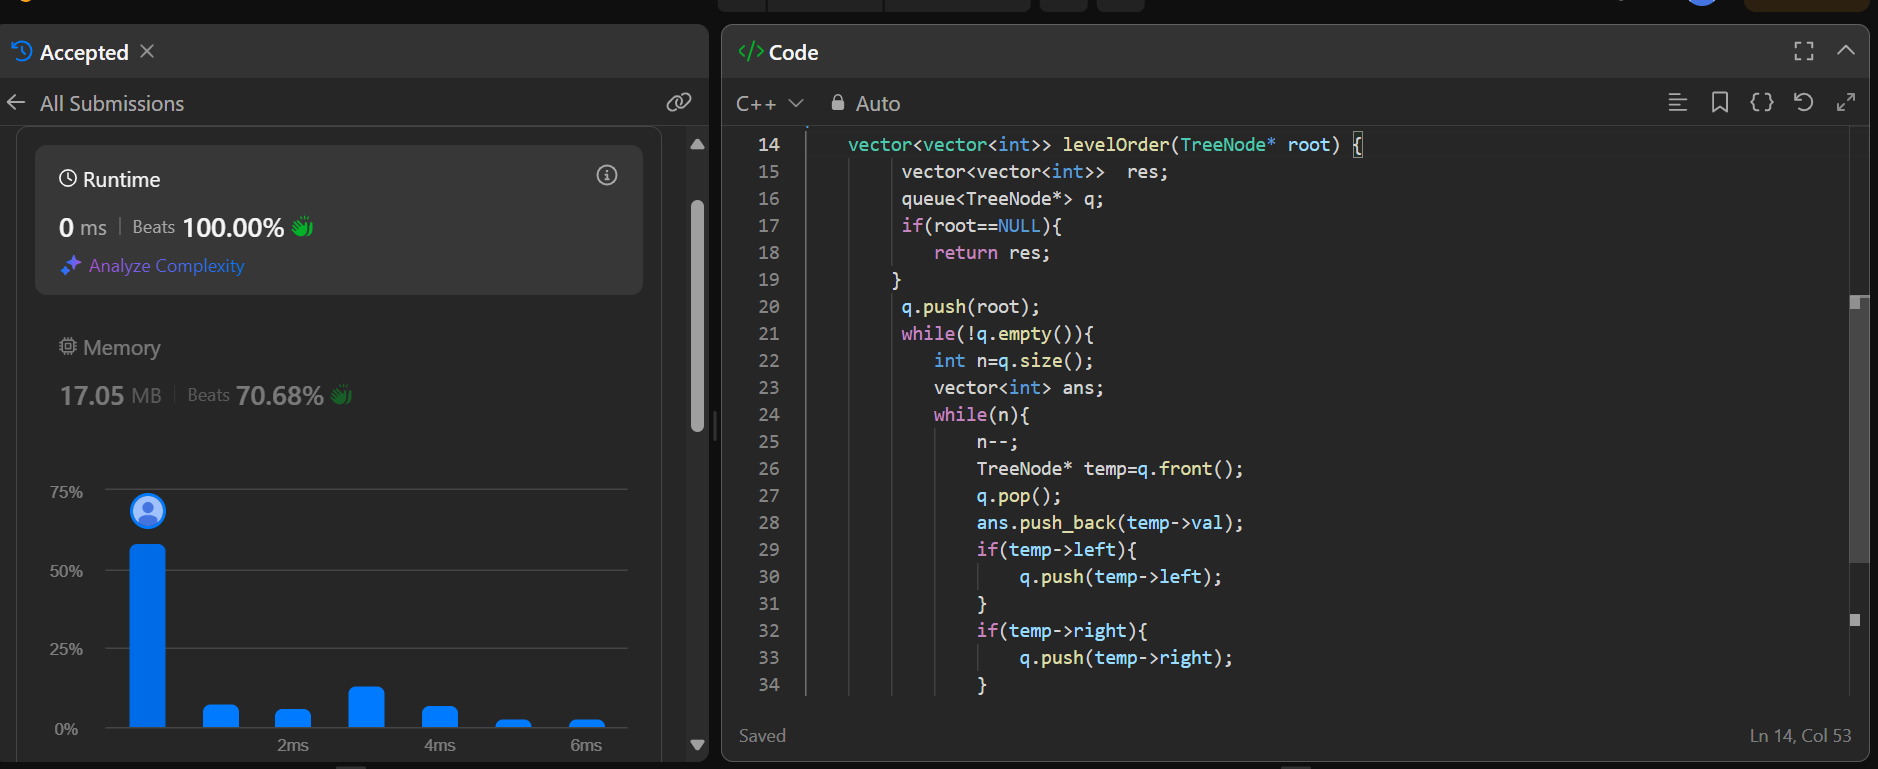 Accepted
All Submissions
Runtime
0 ms | Beats 100.00%
Analyze Complexity
Memory
17.05 MB | Beats 70.68%
75%
50%
25%
0%
2ms 4ms 6ms
</> Code
C++ Auto
14 vector<vector<int>> levelOrder(TreeNode* root) {
15 vector<vector<int>>  res;
16 queue<TreeNode*> q;
17 if(root==NULL){
18 return res;
19 }
20 q.push(root);
21 while(!q.empty()){
22 int n=q.size();
23 vector<int> ans;
24 while(n){
25 n--;
26 TreeNode* temp=q.front();
27 q.pop();
28 ans.push_back(temp->val);
29 if(temp->left){
30 q.push(temp->left);
31 }
32 if(temp->right){
33 q.push(temp->right);
34 }
Saved
Ln 14, Col 53